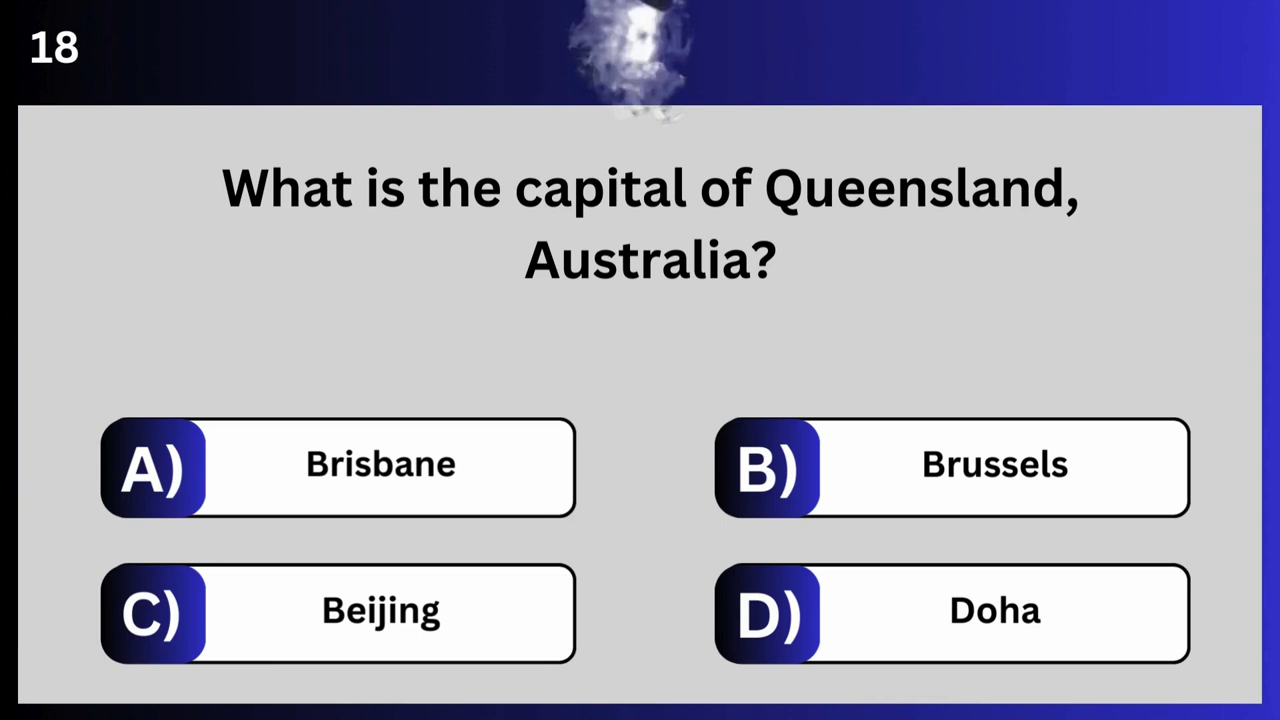 18
What is the capital of Queensland,
Australia?
A) Brisbane
B) Brussels
C) Beijing
D) Doha